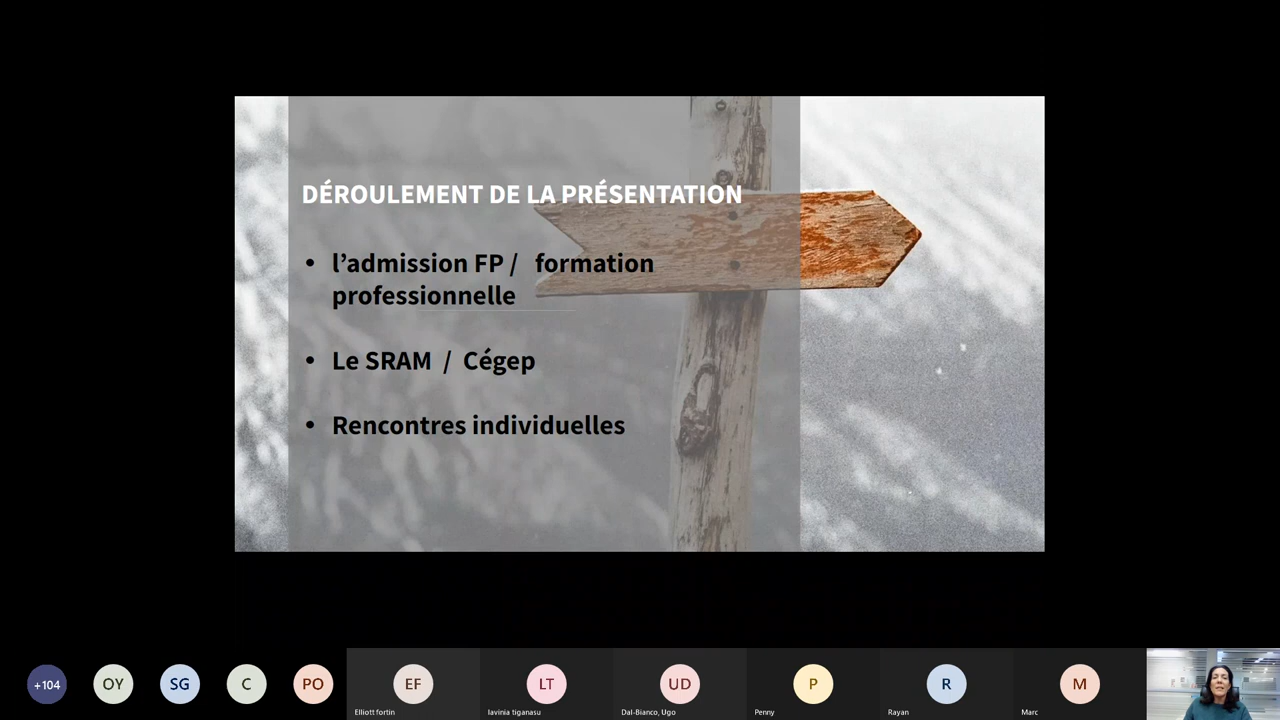 DÉROULEMENT DE LA PRÉSENTATION
• l’admission FP / formation
professionnelle
• Le SRAM / Cégep
• Rencontres individuelles
+104
OY
SG
C
PO
EF
LT
UD
P
R
M
Elliott fortin
lavinia tiganasu
Dal-Bianco, Ugo
Penny
Rayan
Marc